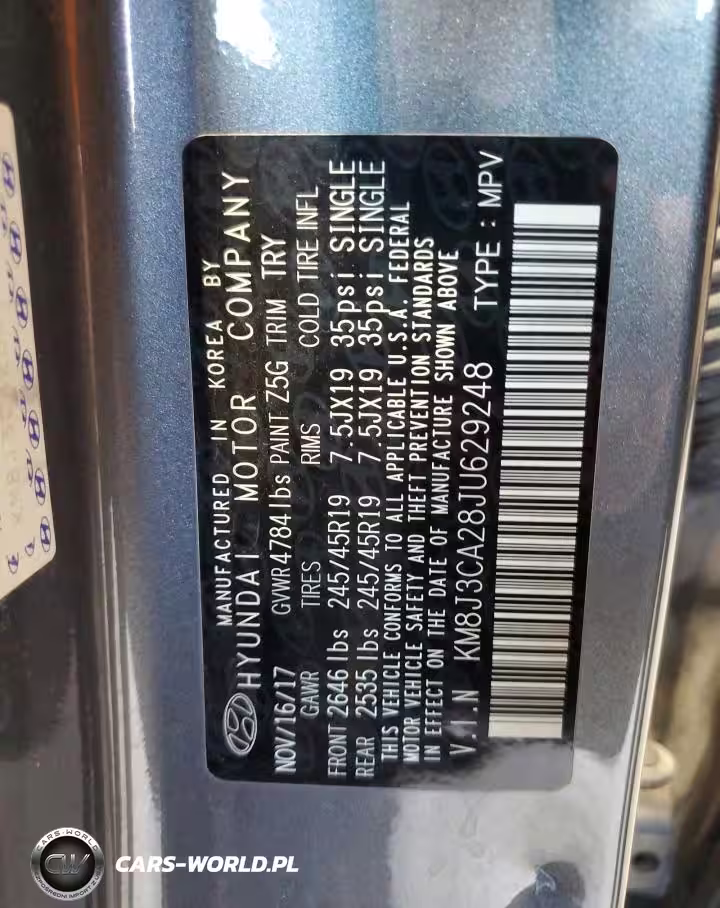 MANUFACTURED IN KOREA BY
HYUNDAI MOTOR COMPANY
NOV/16/17 GVWR 4784 lbs PAINT Z5G TRIM TRY
GAWR TIRES RIMS COLD TIRE INFL
FRONT 2646 lbs 245/45R19 7.5JX19 35psi SINGLE
REAR 2535 lbs 245/45R19 7.5JX19 35psi SINGLE
THIS VEHICLE CONFORMS TO ALL APPLICABLE U.S.A. FEDERAL
MOTOR VEHICLE SAFETY AND THEFT PREVENTION STANDARDS
IN EFFECT ON THE DATE OF MANUFACTURE SHOWN ABOVE
V.I.N KM8J3CA28JU629248 TYPE : MPV
CARS-WORLD
CW
CARS-WORLD.PL